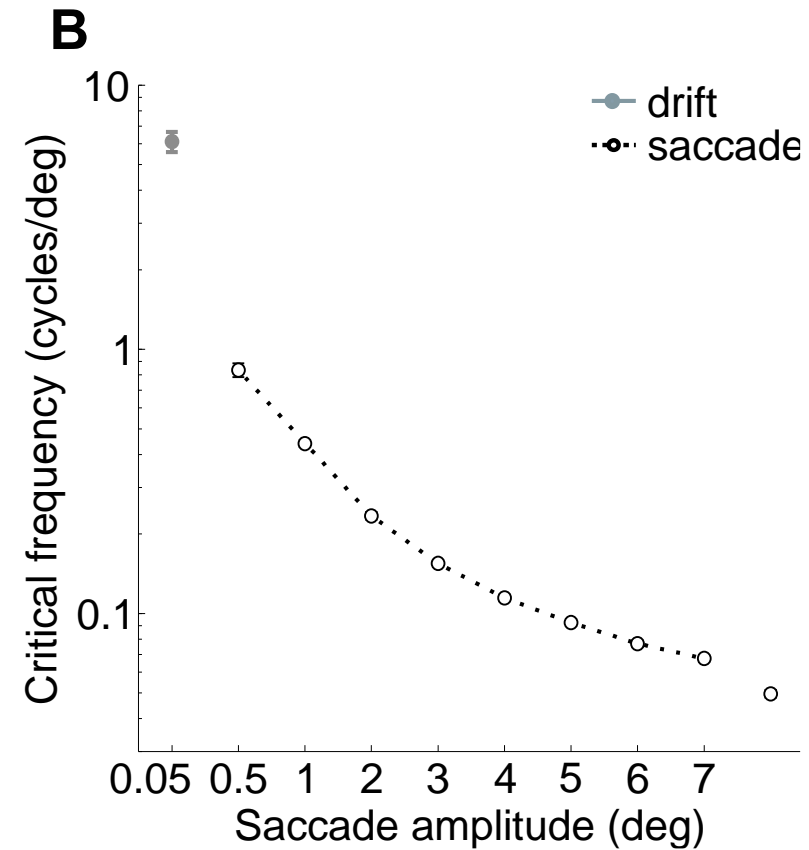 B
drift
saccade
Critical frequency (cycles/deg)
10
1
0.1
0.05 0.5 1 2 3 4 5 6 7
Saccade amplitude (deg)